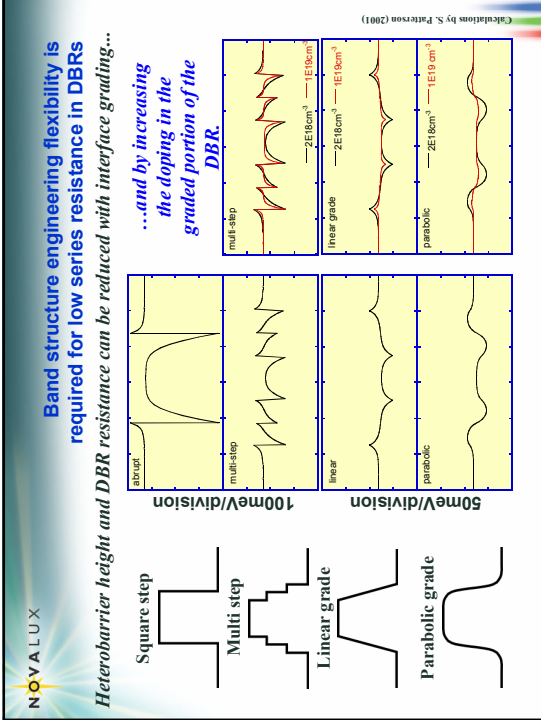 NOVALUX
Band structure engineering flexibility is
required for low series resistance in DBRs
Heterobarrier height and DBR resistance can be reduced with interface grading...
Square step
Multi step
Linear grade
Parabolic grade
100meV/division
50meV/division
abrupt
multi-step
linear
parabolic
…and by increasing
the doping in the
graded portion of the
DBR.
multi-step
2E18cm-3 1E19cm-3
linear grade
2E18cm-3 1E19cm-3
parabolic
2E18cm-3 1E19 cm-3
Calculations by S. Patterson (2001)